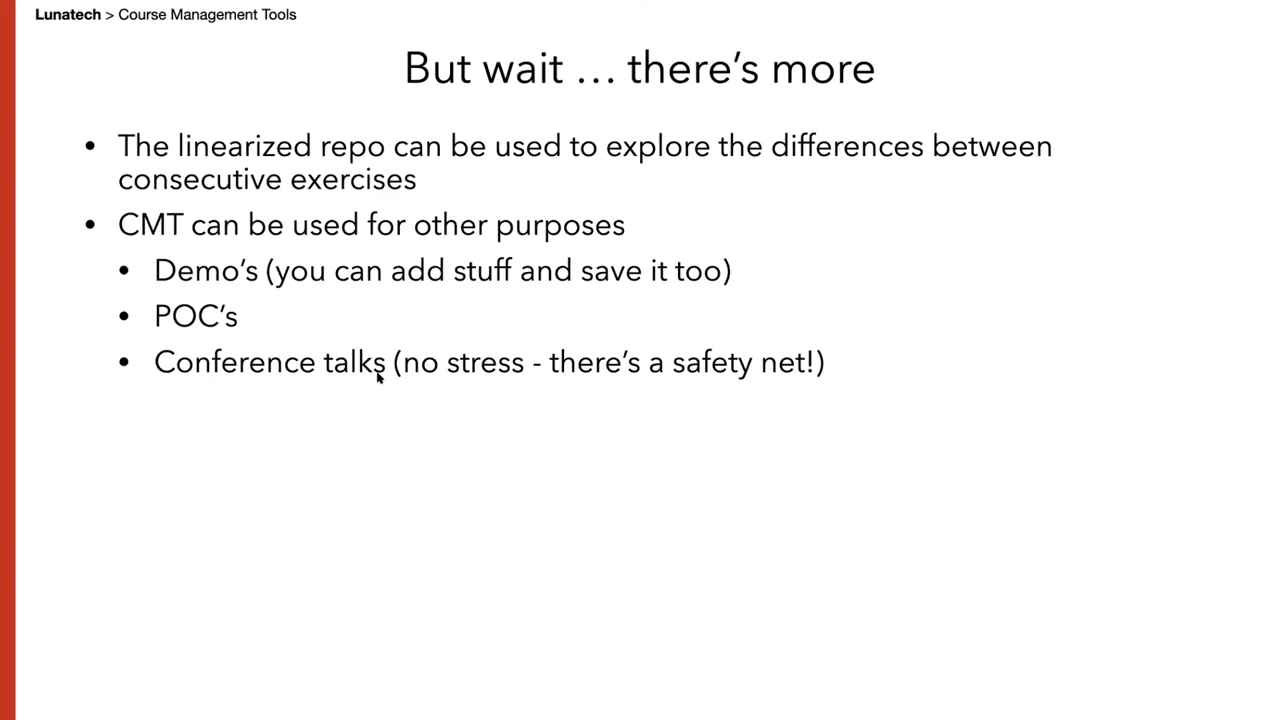 Lunatech > Course Management Tools
But wait … there’s more
• The linearized repo can be used to explore the differences between
consecutive exercises
• CMT can be used for other purposes
• Demo’s (you can add stuff and save it too)
• POC’s
• Conference talks (no stress - there’s a safety net!)